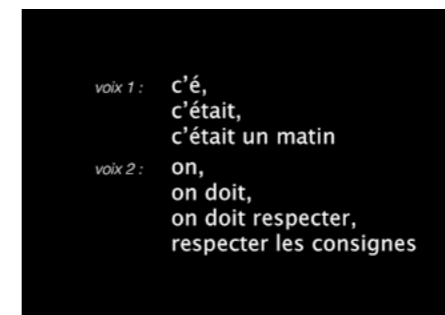 voix 1 : c'é,
c'était,
c'était un matin
voix 2 : on,
on doit,
on doit respecter,
respecter les consignes